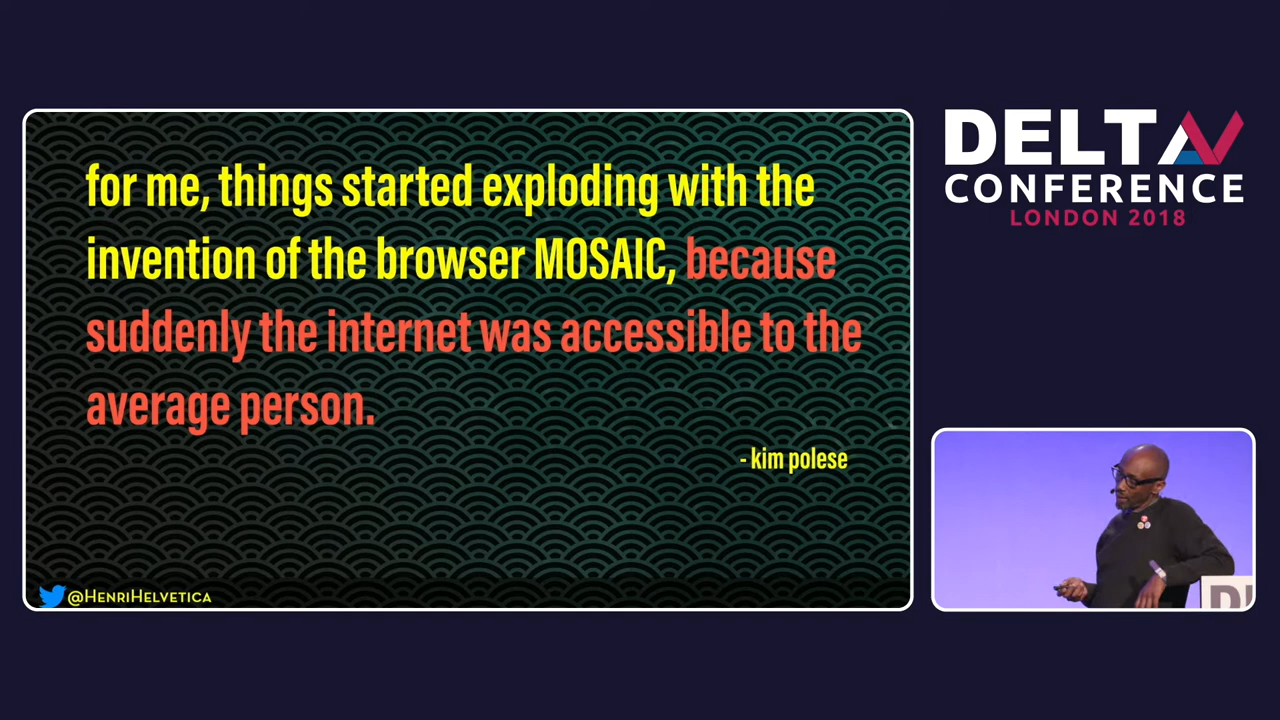 for me, things started exploding with the
invention of the browser MOSAIC, because
suddenly the internet was accessible to the
average person.
- kim polese
@HenriHelvetica
DELTA V
CONFERENCE
LONDON 2018